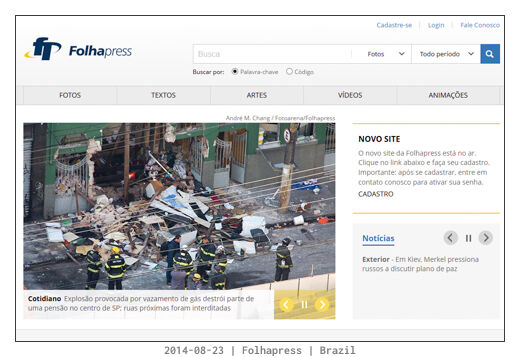 Cadastre-se | Login | Fale Conosco
fp Folhapress
Busca Fotos Todo período
Buscar por: Palavra-chave Código
FOTOS TEXTOS ARTES VÍDEOS ANIMAÇÕES
André M. Chang / Fotoarena/Folhapress
Cotidiano Explosão provocada por vazamento de gás destrói parte de
uma pensão no centro de SP; ruas próximas foram interditadas
NOVO SITE
O novo site da Folhapress está no ar.
Clique no link abaixo e faça seu cadastro.
Importante: após se cadastrar, entre em
contato conosco para ativar sua senha.
CADASTRO
Notícias
Exterior - Em Kiev, Merkel pressiona
russos a discutir plano de paz
2014-08-23 | Folhapress | Brazil